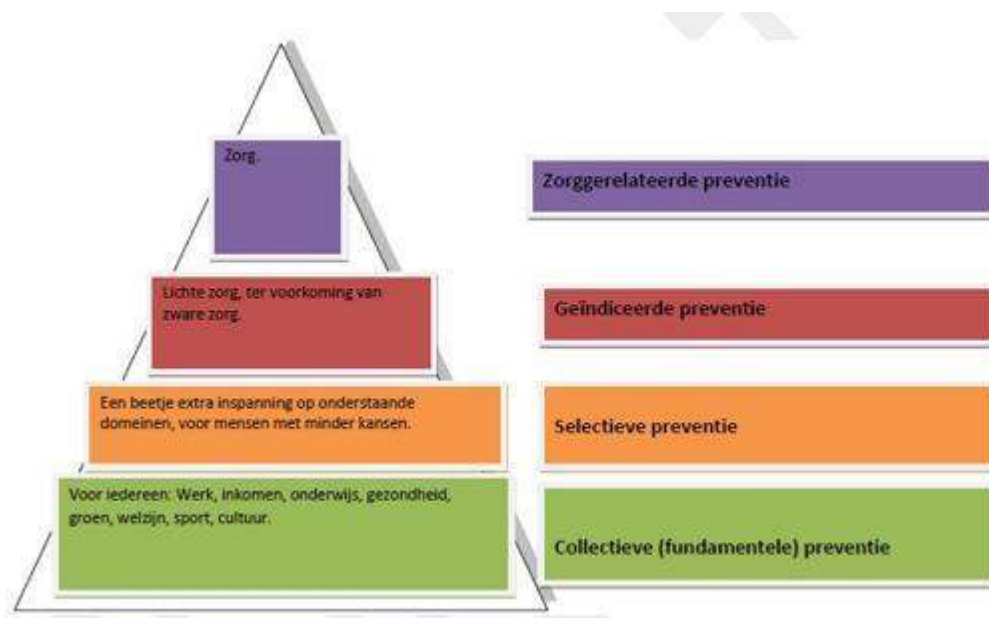 Zorg.
Zorggerelateerde preventie
Lichte zorg, ter voorkoming van
zware zorg.
Geïndiceerde preventie
Een beetje extra inspanning op onderstaande
domeinen, voor mensen met minder kansen.
Selectieve preventie
Voor iedereen: Werk, inkomen, onderwijs, gezondheid,
groen, welzijn, sport, cultuur.
Collectieve (fundamentele) preventie